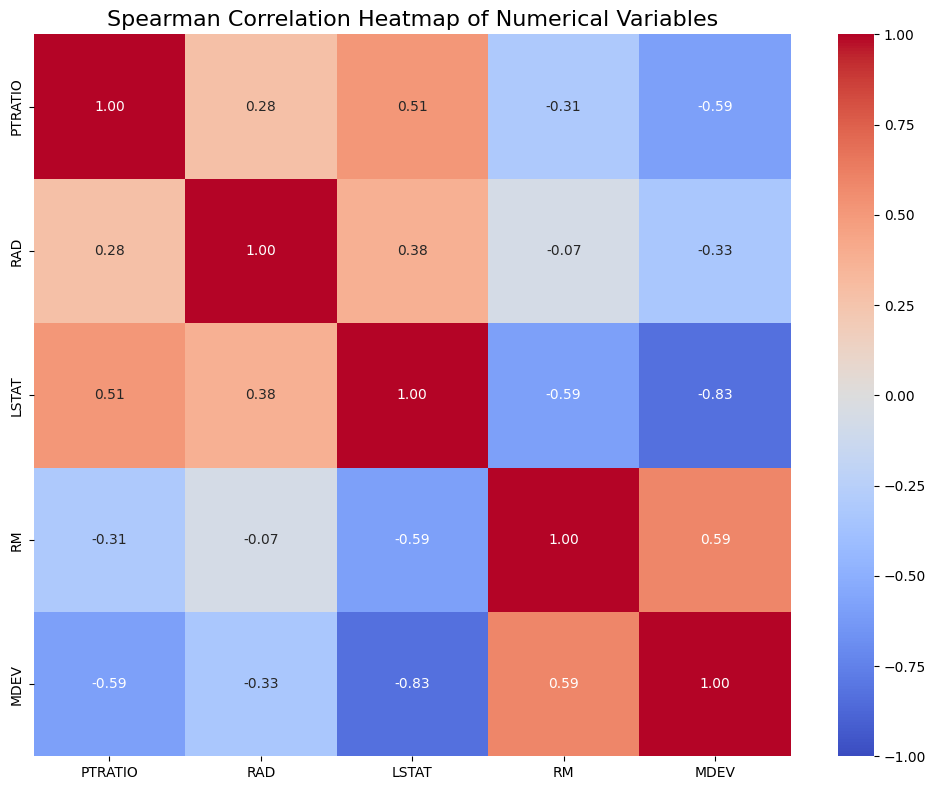 Spearman Correlation Heatmap of Numerical Variables
PTRATIO 1.00 0.28 0.51 -0.31 -0.59
RAD 0.28 1.00 0.38 -0.07 -0.33
LSTAT 0.51 0.38 1.00 -0.59 -0.83
RM -0.31 -0.07 -0.59 1.00 0.59
MDEV -0.59 -0.33 -0.83 0.59 1.00
PTRATIO RAD LSTAT RM MDEV
1.00
0.75
0.50
0.25
0.00
−0.25
−0.50
−0.75
−1.00